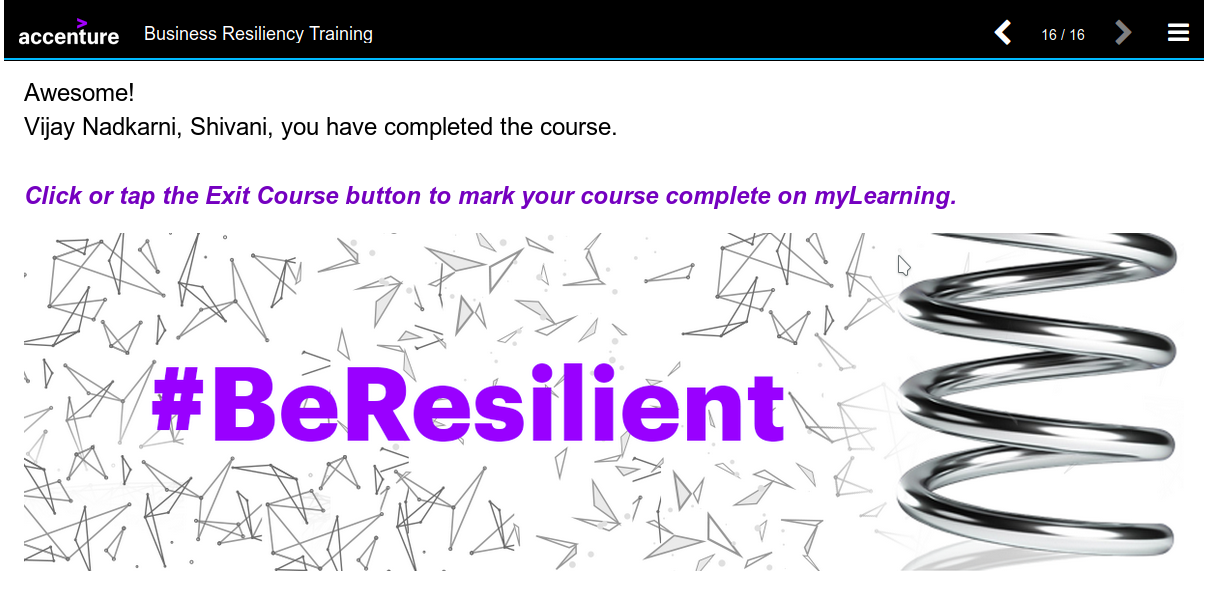 accenture
Business Resiliency Training
16 / 16
Awesome!
Vijay Nadkarni, Shivani, you have completed the course.
Click or tap the Exit Course button to mark your course complete on myLearning.
#BeResilient